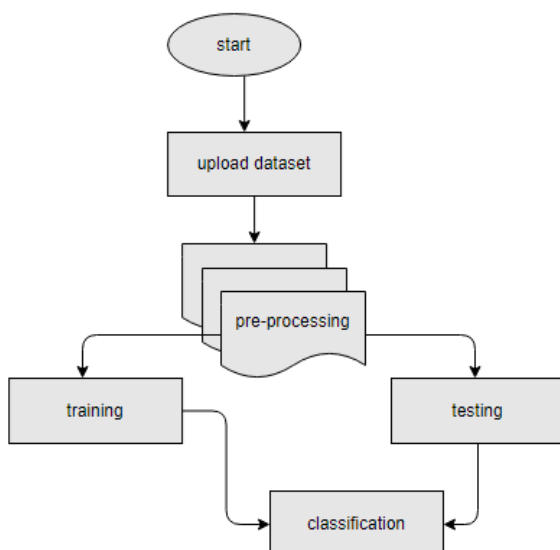 start
upload dataset
pre-processing
training
testing
classification